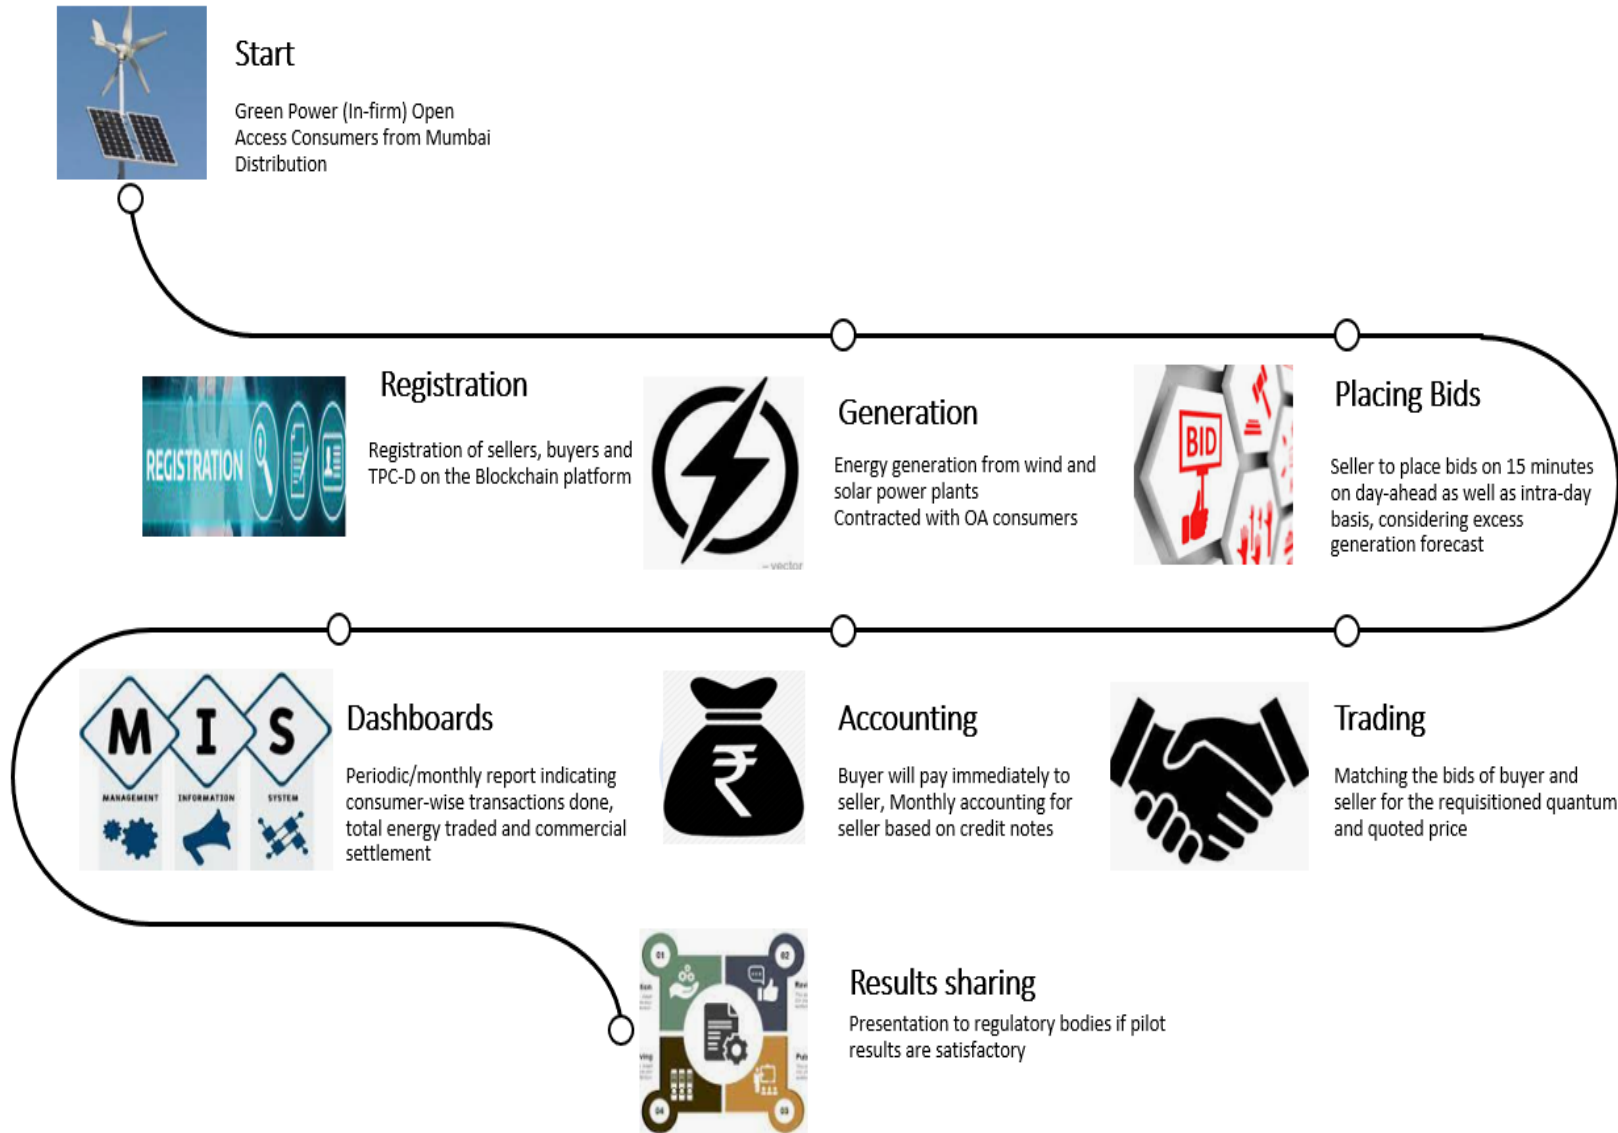 Start
Green Power (In-firm) Open
Access Consumers from Mumbai
Distribution
REGISTRATION
Registration
Registration of sellers, buyers and
TPC-D on the Blockchain platform
– vector
Generation
Energy generation from wind and
solar power plants
Contracted with OA consumers
BID
Placing Bids
Seller to place bids on 15 minutes
on day-ahead as well as intra-day
basis, considering excess
generation forecast
M I S
MANAGEMENT INFORMATION SYSTEM
Dashboards
Periodic/monthly report indicating
consumer-wise transactions done,
total energy traded and commercial
settlement
₹
Accounting
Buyer will pay immediately to
seller, Monthly accounting for
seller based on credit notes
Trading
Matching the bids of buyer and
seller for the requisitioned quantum
and quoted price
01
02
04
03
Results sharing
Presentation to regulatory bodies if pilot
results are satisfactory